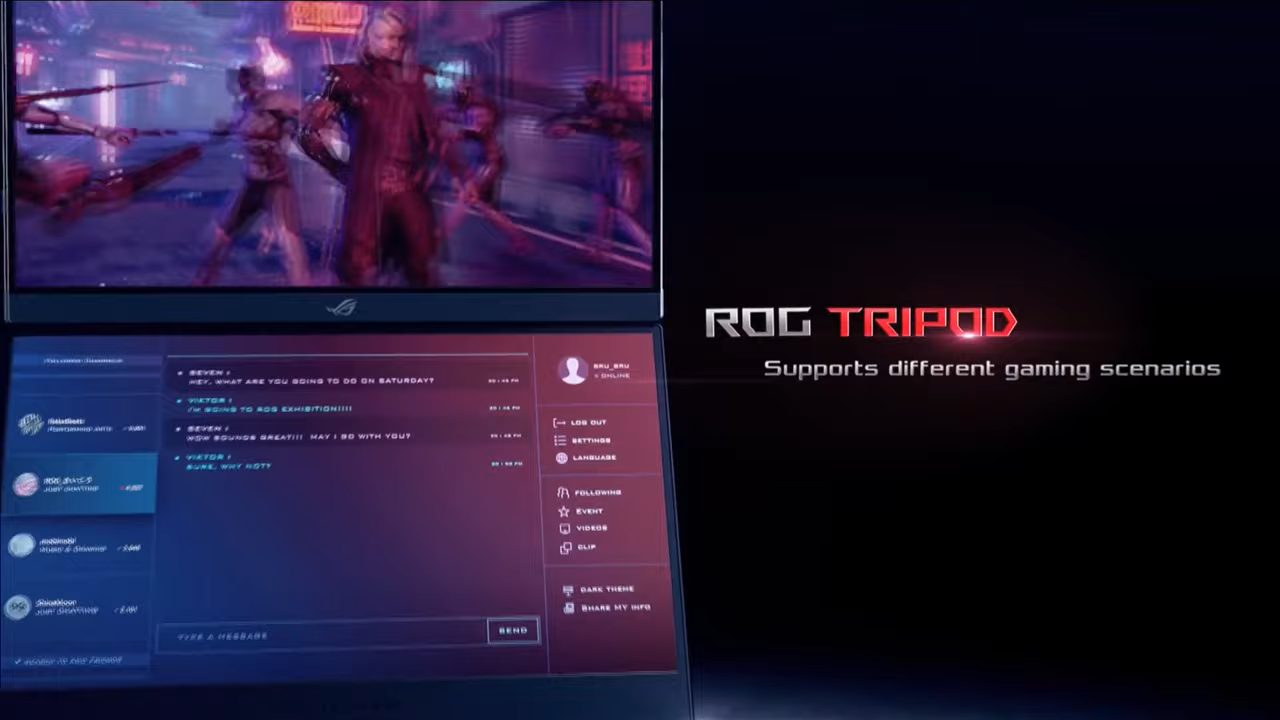 SEVEN :
HEY, WHAT ARE YOU GOING TO DO ON SATURDAY?
VIKTOR :
I'M GOING TO ROG EXHIBITION!!!!
SEVEN :
WOW SOUNDS GREAT!!! MAY I GO WITH YOU?
VIKTOR :
SURE, WHY NOT?
TYPE A MESSAGE
SEND
BRU_BRU
ONLINE
LOG OUT
SETTINGS
LANGUAGE
FOLLOWING
EVENT
VIDEOS
CLIP
DARK THEME
SHARE MY INFO
ROG TRIPOD
Supports different gaming scenarios